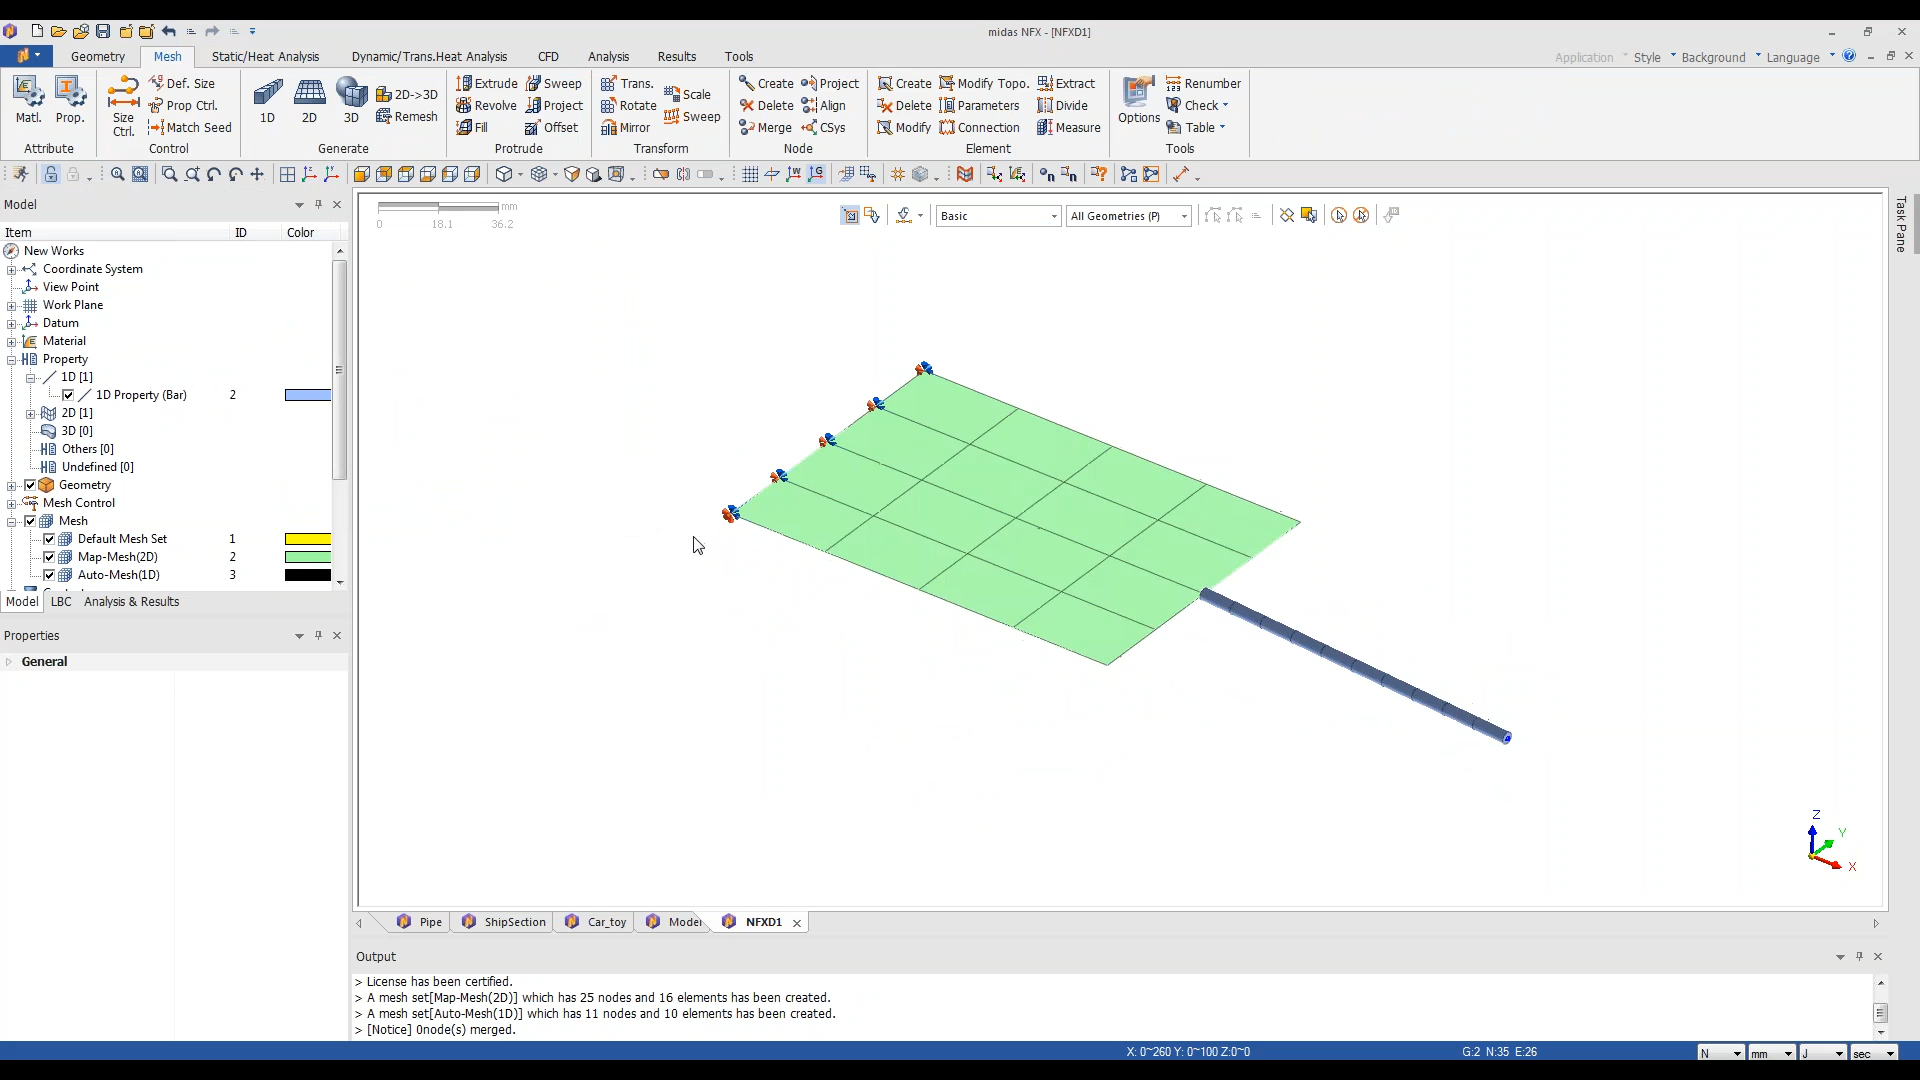 midas NFX - [NFXD1]
Geometry Mesh Static/Heat Analysis Dynamic/Trans.Heat Analysis CFD Analysis Results Tools
Application Style Background Language
Matl. Prop. Size Ctrl. Def. Size Prop Ctrl. Match Seed
1D 2D 3D 2D->3D Remesh
Extrude Sweep Revolve Project Fill Offset
Trans. Scale Rotate Sweep Mirror
Create Project Delete Align Merge CSys
Create Modify Topo. Extract Delete Parameters Divide Modify Connection Measure
Options Renumber Check Table
Attribute Control Generate Protrude Transform Node Element Tools
Model
Item ID Color
New Works
Coordinate System
View Point
Work Plane
Datum
Material
Property
1D [1]
1D Property (Bar) 2
2D [1]
3D [0]
Others [0]
Undefined [0]
Geometry
Mesh Control
Mesh
Default Mesh Set 1
Map-Mesh(2D) 2
Auto-Mesh(1D) 3
Model LBC Analysis & Results
Properties
General
mm
0 18.1 36.2
Basic All Geometries (P)
Task Pane
Z
Y
X
Pipe ShipSection Car_toy Model NFXD1
Output
> License has been certified.
> A mesh set[Map-Mesh(2D)] which has 25 nodes and 16 elements has been created.
> A mesh set[Auto-Mesh(1D)] which has 11 nodes and 10 elements has been created.
> [Notice] 0node(s) merged.
X: 0~260 Y: 0~100 Z:0~0 G:2 N:35 E:26 N mm J sec